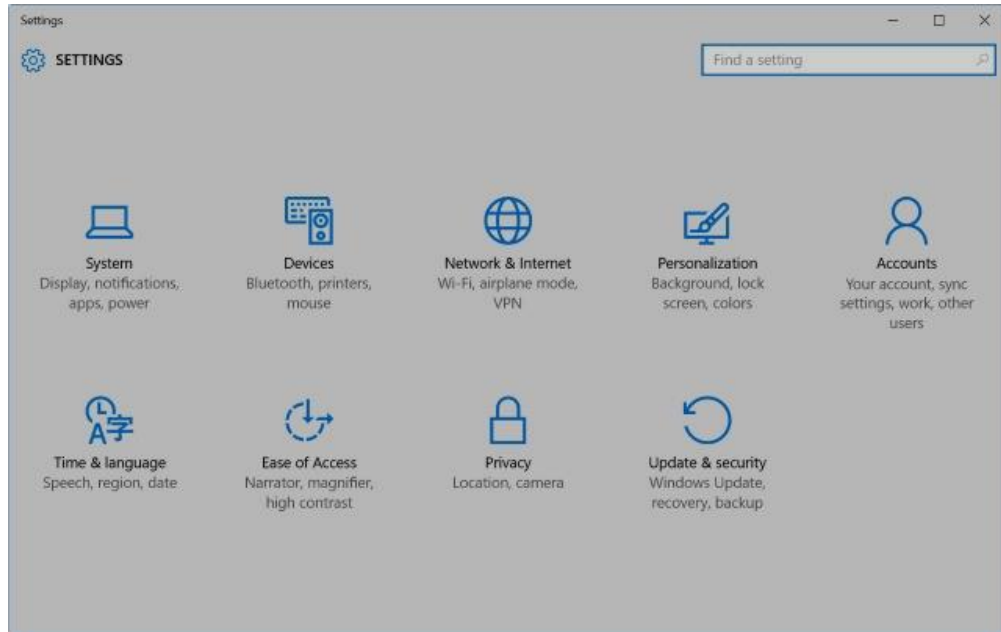 Settings
SETTINGS
Find a setting
System
Display, notifications,
apps, power
Devices
Bluetooth, printers,
mouse
Network & Internet
Wi-Fi, airplane mode,
VPN
Personalization
Background, lock
screen, colors
Accounts
Your account, sync
settings, work, other
users
A字
Time & language
Speech, region, date
Ease of Access
Narrator, magnifier,
high contrast
Privacy
Location, camera
Update & security
Windows Update,
recovery, backup